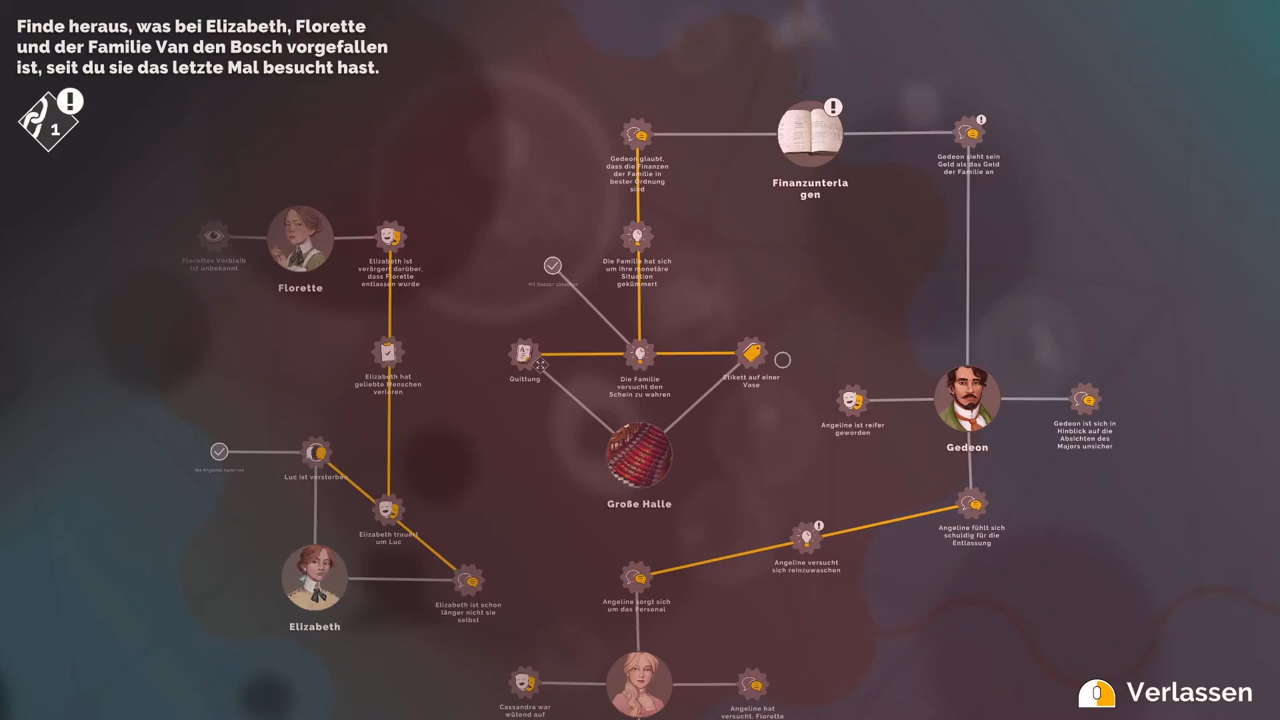 Finde heraus, was bei Elizabeth, Florette
und der Familie Van den Bosch vorgefallen
ist, seit du sie das letzte Mal besucht hast.
1
Gedeon glaubt,
dass die Finanzen
der Familie in
bester Ordnung
sind
Finanzunterla
gen
Gedeon sieht sein
Geld als das Geld
der Familie an
Florettes Verbleib
ist unbekannt
Florette
Elizabeth ist
verärgert darüber,
dass Florette
entlassen wurde
Die Familie hat sich
um ihre monetäre
Situation
gekümmert
Elizabeth hat
geliebte Menschen
verloren
Quittung
Die Familie
versucht den
Schein zu wahren
Etikett auf einer
Vase
Große Halle
Angeline ist reifer
geworden
Gedeon
Gedeon ist sich in
Hinblick auf die
Absichten des
Majors unsicher
Luc ist verstorben
Elizabeth trauert
um Luc
Elizabeth
Elizabeth ist schon
länger nicht sie
selbst
Angeline sorgt sich
um das Personal
Angeline versucht
sich reinzuwaschen
Angeline fühlt sich
schuldig für die
Entlassung
Cassandra war
wütend auf
Angeline hat
versucht, Florette
Verlassen